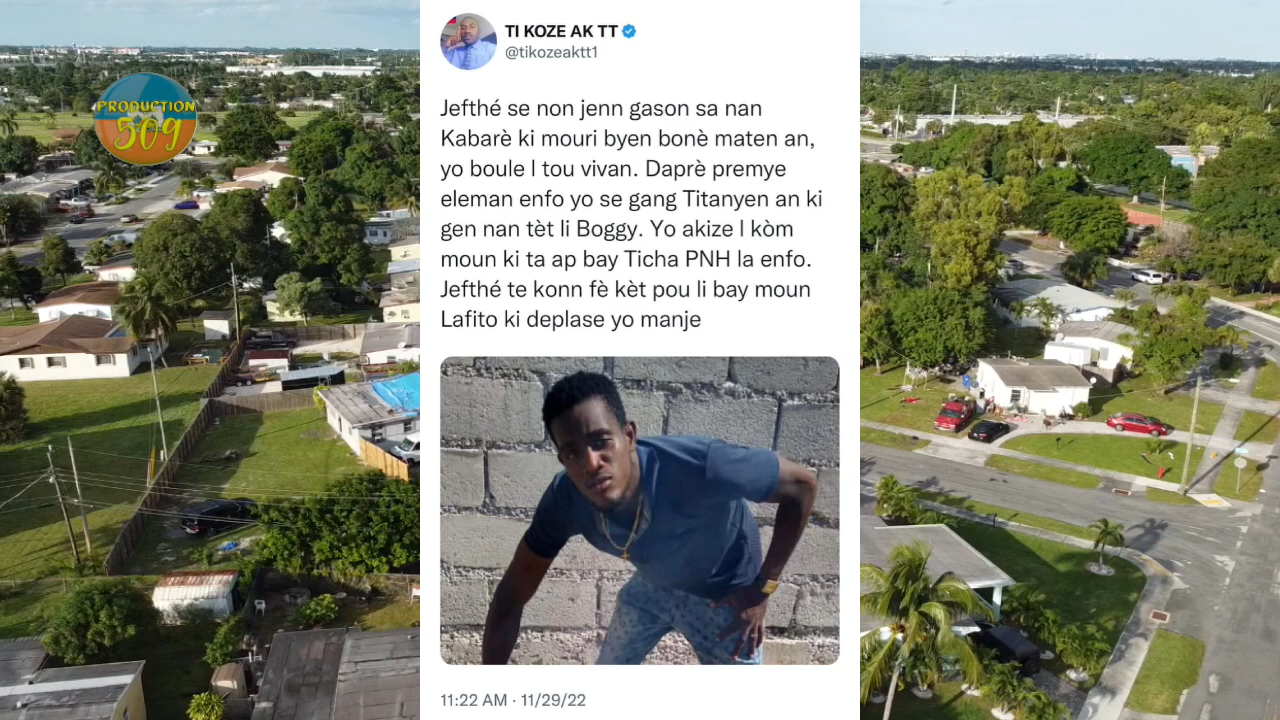 PRODUCTION
509
TI KOZE AK TT
@tikozeaktt1
Jefthé se non jenn gason sa nan
Kabarè ki mouri byen bonè maten an,
yo boule l tou vivan. Daprè premye
eleman enfo yo se gang Titanyen an ki
gen nan tèt li Boggy. Yo akize l kòm
moun ki ta ap bay Ticha PNH la enfo.
Jefthé te konn fè kèt pou li bay moun
Lafito ki deplase yo manje
11:22 AM · 11/29/22